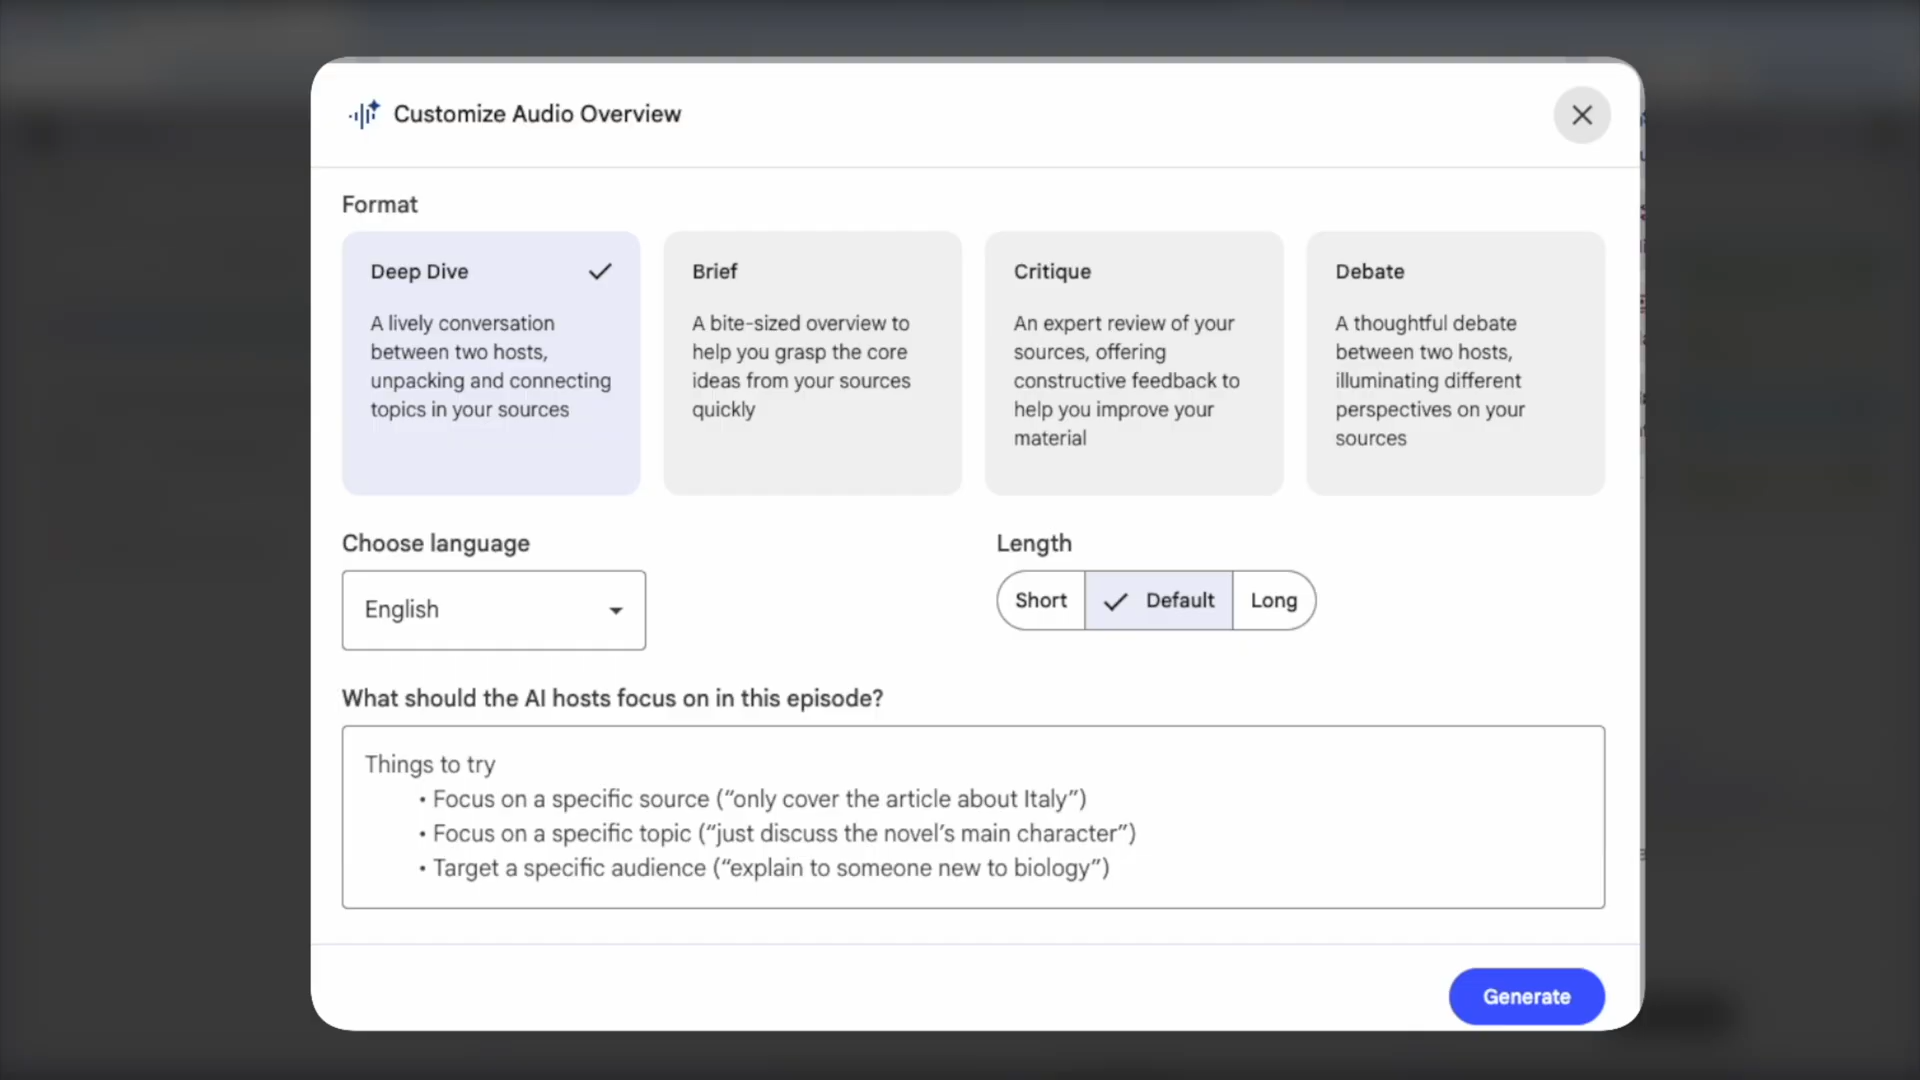 Customize Audio Overview
Format
Deep Dive
A lively conversation
between two hosts,
unpacking and connecting
topics in your sources
Brief
A bite-sized overview to
help you grasp the core
ideas from your sources
quickly
Critique
An expert review of your
sources, offering
constructive feedback to
help you improve your
material
Debate
A thoughtful debate
between two hosts,
illuminating different
perspectives on your
sources
Choose language
English
Length
Short
Default
Long
What should the AI hosts focus on in this episode?
Things to try
• Focus on a specific source (“only cover the article about Italy”)
• Focus on a specific topic (“just discuss the novel’s main character”)
• Target a specific audience (“explain to someone new to biology”)
Generate